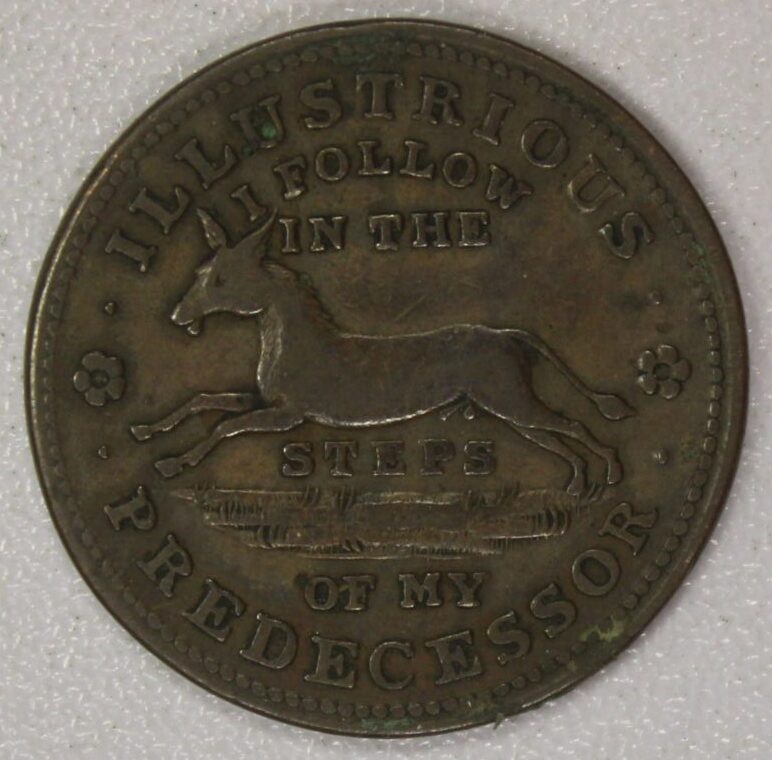 ILLUSTRIOUS
I FOLLOW
IN THE
STEPS
OF MY
PREDECESSOR